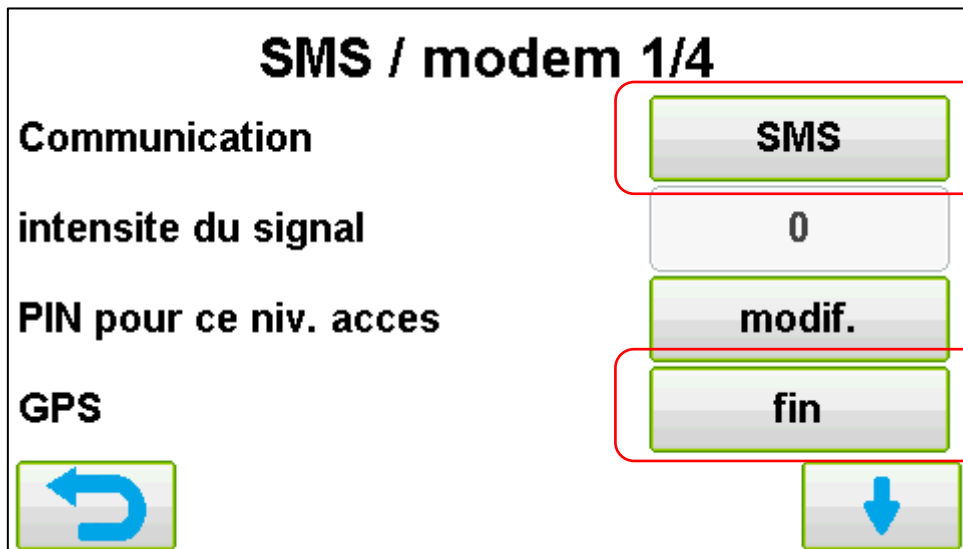 SMS / modem 1/4
Communication SMS
intensite du signal 0
PIN pour ce niv. acces modif.
GPS fin